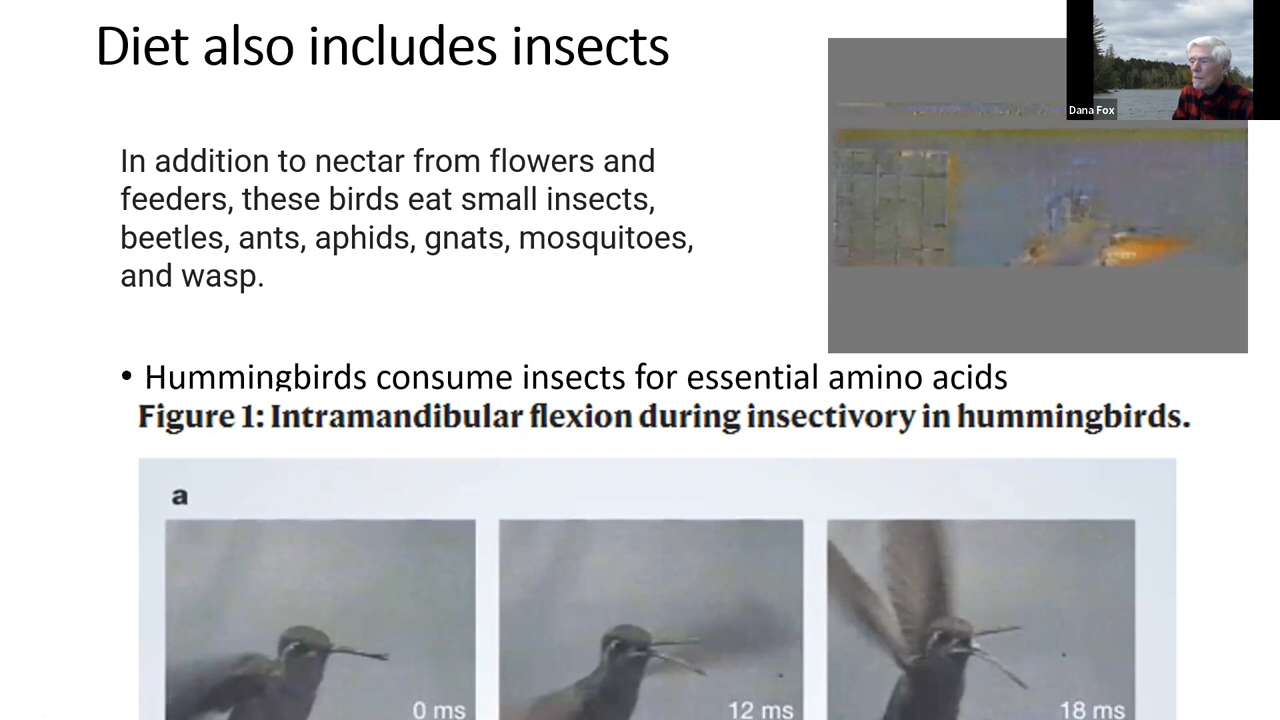 Diet also includes insects
Dana Fox
In addition to nectar from flowers and
feeders, these birds eat small insects,
beetles, ants, aphids, gnats, mosquitoes,
and wasp.
• Hummingbirds consume insects for essential amino acids
Figure 1: Intramandibular flexion during insectivory in hummingbirds.
a
0 ms
12 ms
18 ms